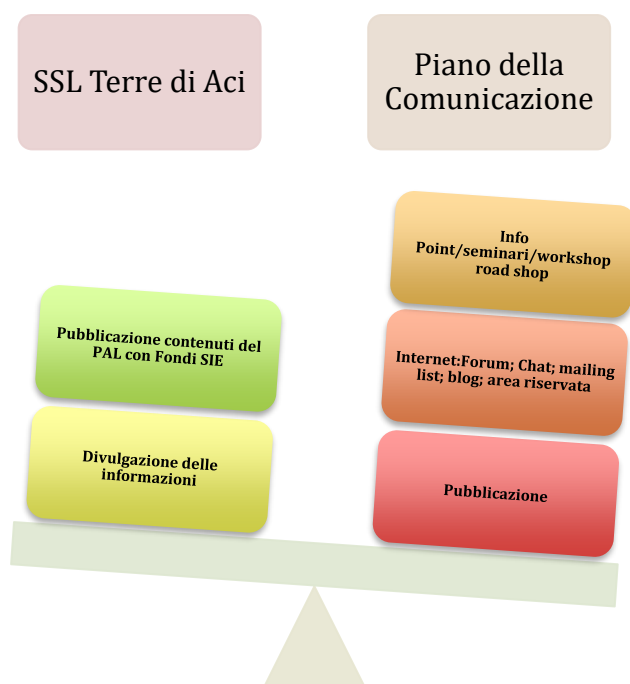 SSL Terre di Aci
Piano della
Comunicazione
Pubblicazione contenuti del
PAL con Fondi SIE
Divulgazione delle
informazioni
Info
Point/seminari/workshop
road shop
Internet:Forum; Chat; mailing
list; blog; area riservata
Pubblicazione